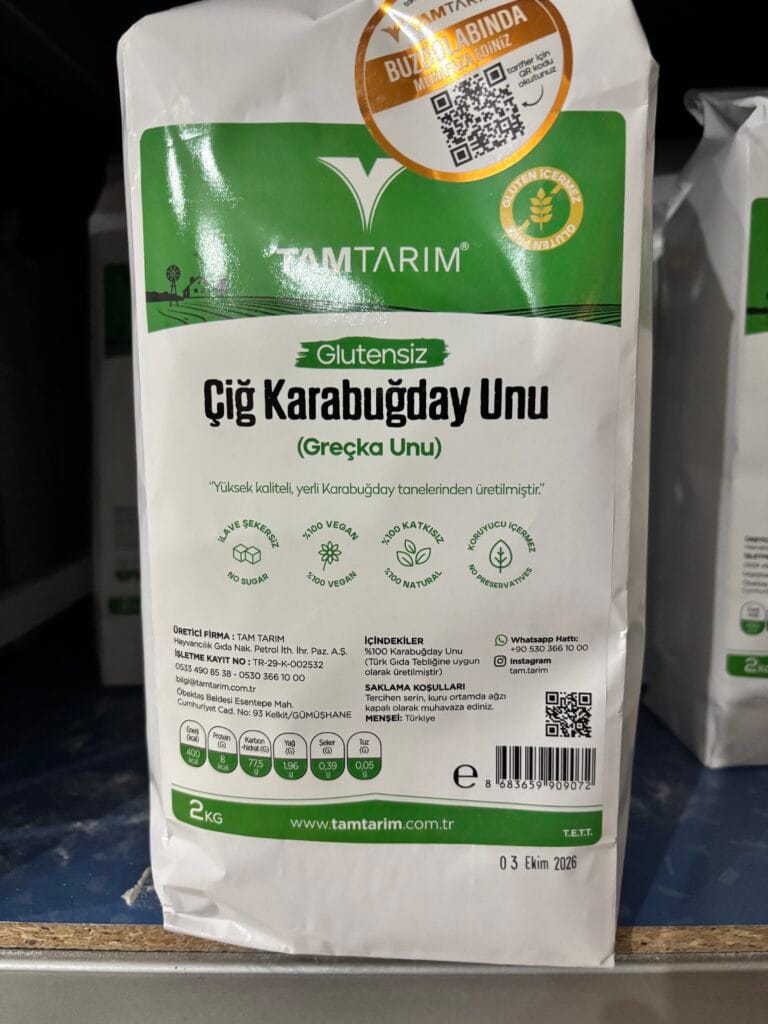 TAMTARIM
BUZDOLABINDA
MUHAFAZA EDİNİZ
tarifler için
QR kodu
okutunuz
GLUTEN İÇERMEZ
GLUTEN FREE
TAMTARIM®
Glutensiz
Çiğ Karabuğday Unu
(Greçka Unu)
"Yüksek kaliteli, yerli Karabuğday tanelerinden üretilmiştir."
İLAVE ŞEKERSİZ
NO SUGAR
%100 VEGAN
%100 VEGAN
%100 KATKISIZ
%100 NATURAL
KORUYUCU İÇERMEZ
NO PRESERVATIVES
ÜRETİCİ FİRMA : TAM TARIM
Hayvancılık Gıda Nak. Petrol İth. İhr. Paz. A.Ş.
İŞLETME KAYIT NO : TR-29-K-002532
0533 490 85 38 - 0530 366 10 00
bilgi@tamtarim.com.tr
Öbektaş Beldesi Esentepe Mah.
Cumhuriyet Cad. No: 93 Kelkit/GÜMÜŞHANE
İÇİNDEKİLER
%100 Karabuğday Unu
(Türk Gıda Tebliğine uygun
olarak üretilmiştir)
SAKLAMA KOŞULLARI
Tercihen serin, kuru ortamda ağzı
kapalı olarak muhavaza ediniz.
MENŞEİ: Türkiye
Whatsapp Hattı:
+90 530 366 10 00
Instagram
tam.tarim
Enerji (kcal) 400 kcal
Protein (G) 8 kcal
Karbon-hidrat (G) 77,5 g
Yağ (G) 1,96 g
Şeker (G) 0,39 g
Tuz (G) 0,05 g
e
8 683659 909072
2KG
www.tamtarim.com.tr
T.E.T.T.
03 Ekim 2026